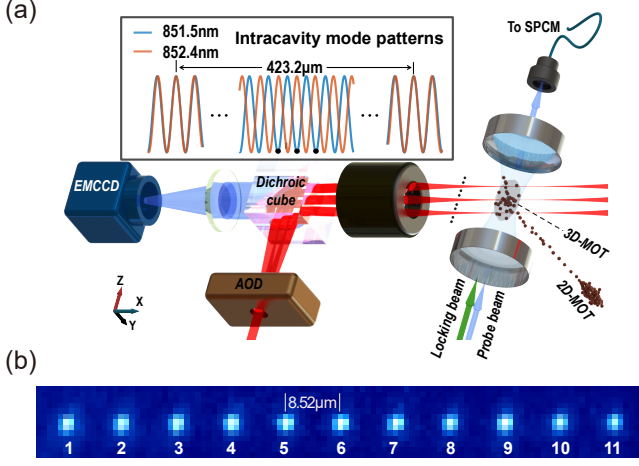 (a)
To SPCM
851.5nm
852.4nm
Intracavity mode patterns
423.2μm
... ...
EMCCD
Dichroic
cube
AOD
Z
X
Y
3D-MOT
2D-MOT
Locking beam
Probe beam
(b)
8.52μm
1 2 3 4 5 6 7 8 9 10 11